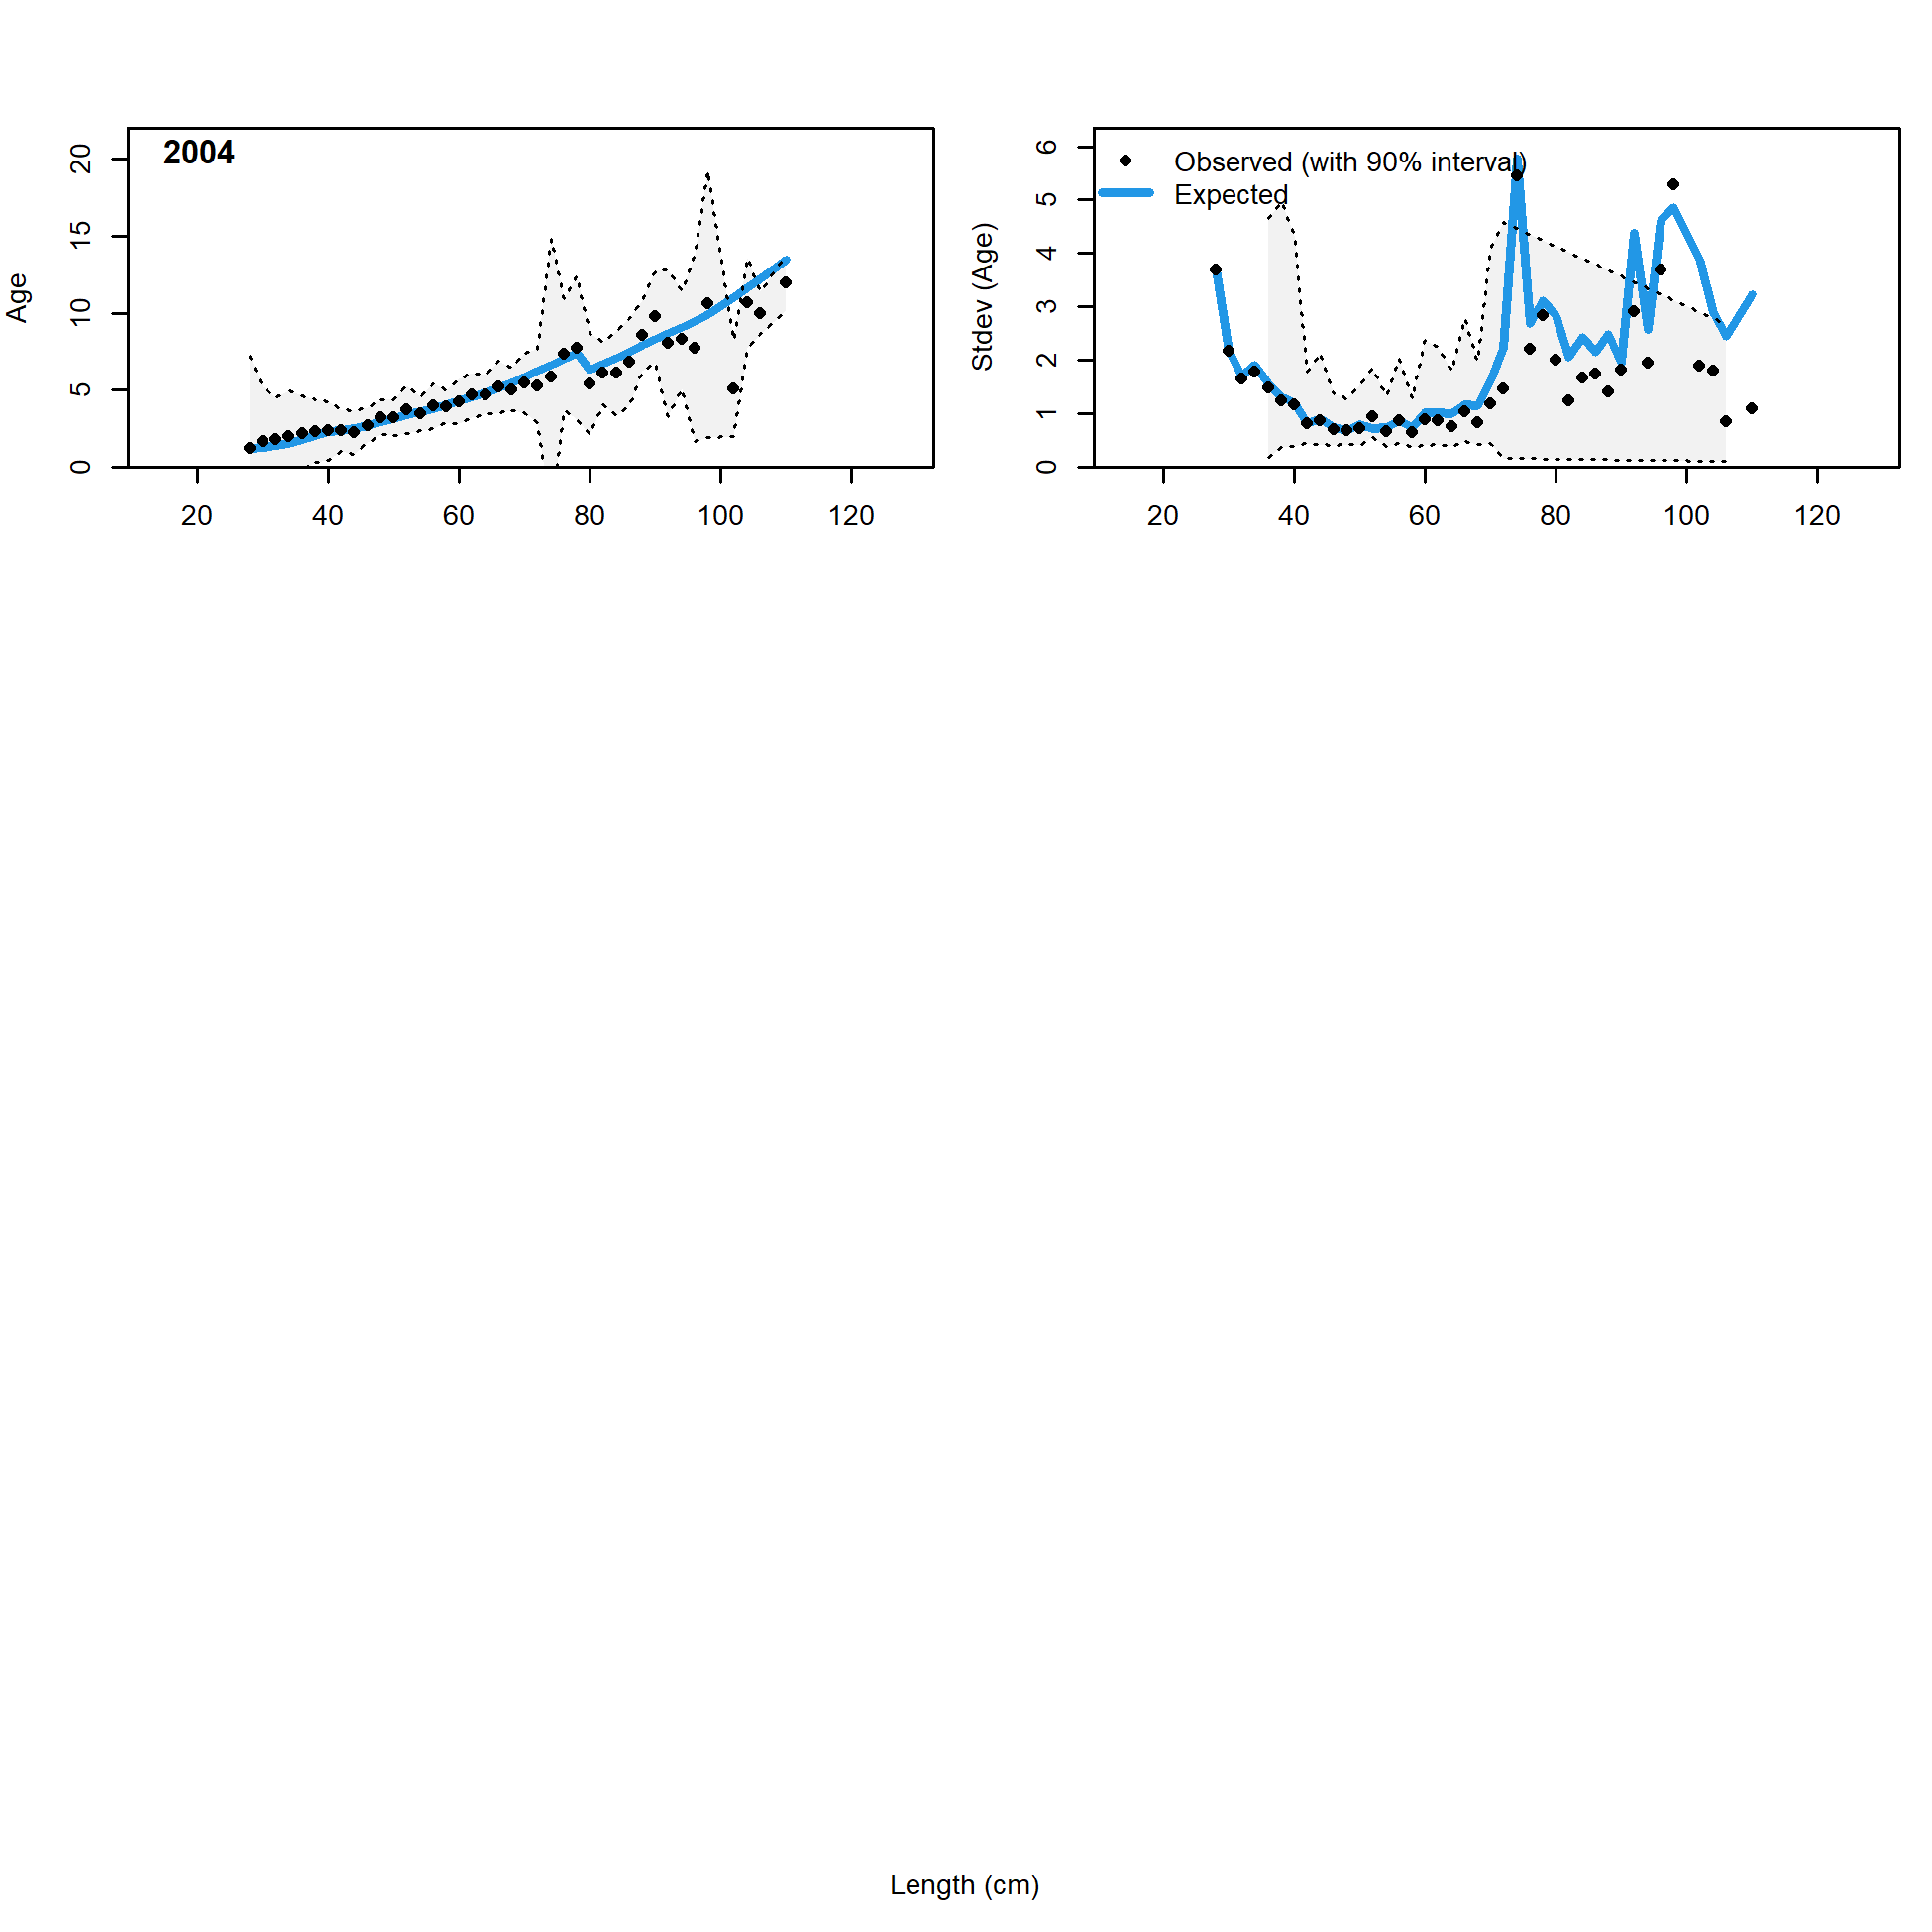 2004
Age
0 5 10 15 20
20 40 60 80 100 120
Observed (with 90% interval)
Expected
Stdev (Age)
0 1 2 3 4 5 6
20 40 60 80 100 120
Length (cm)